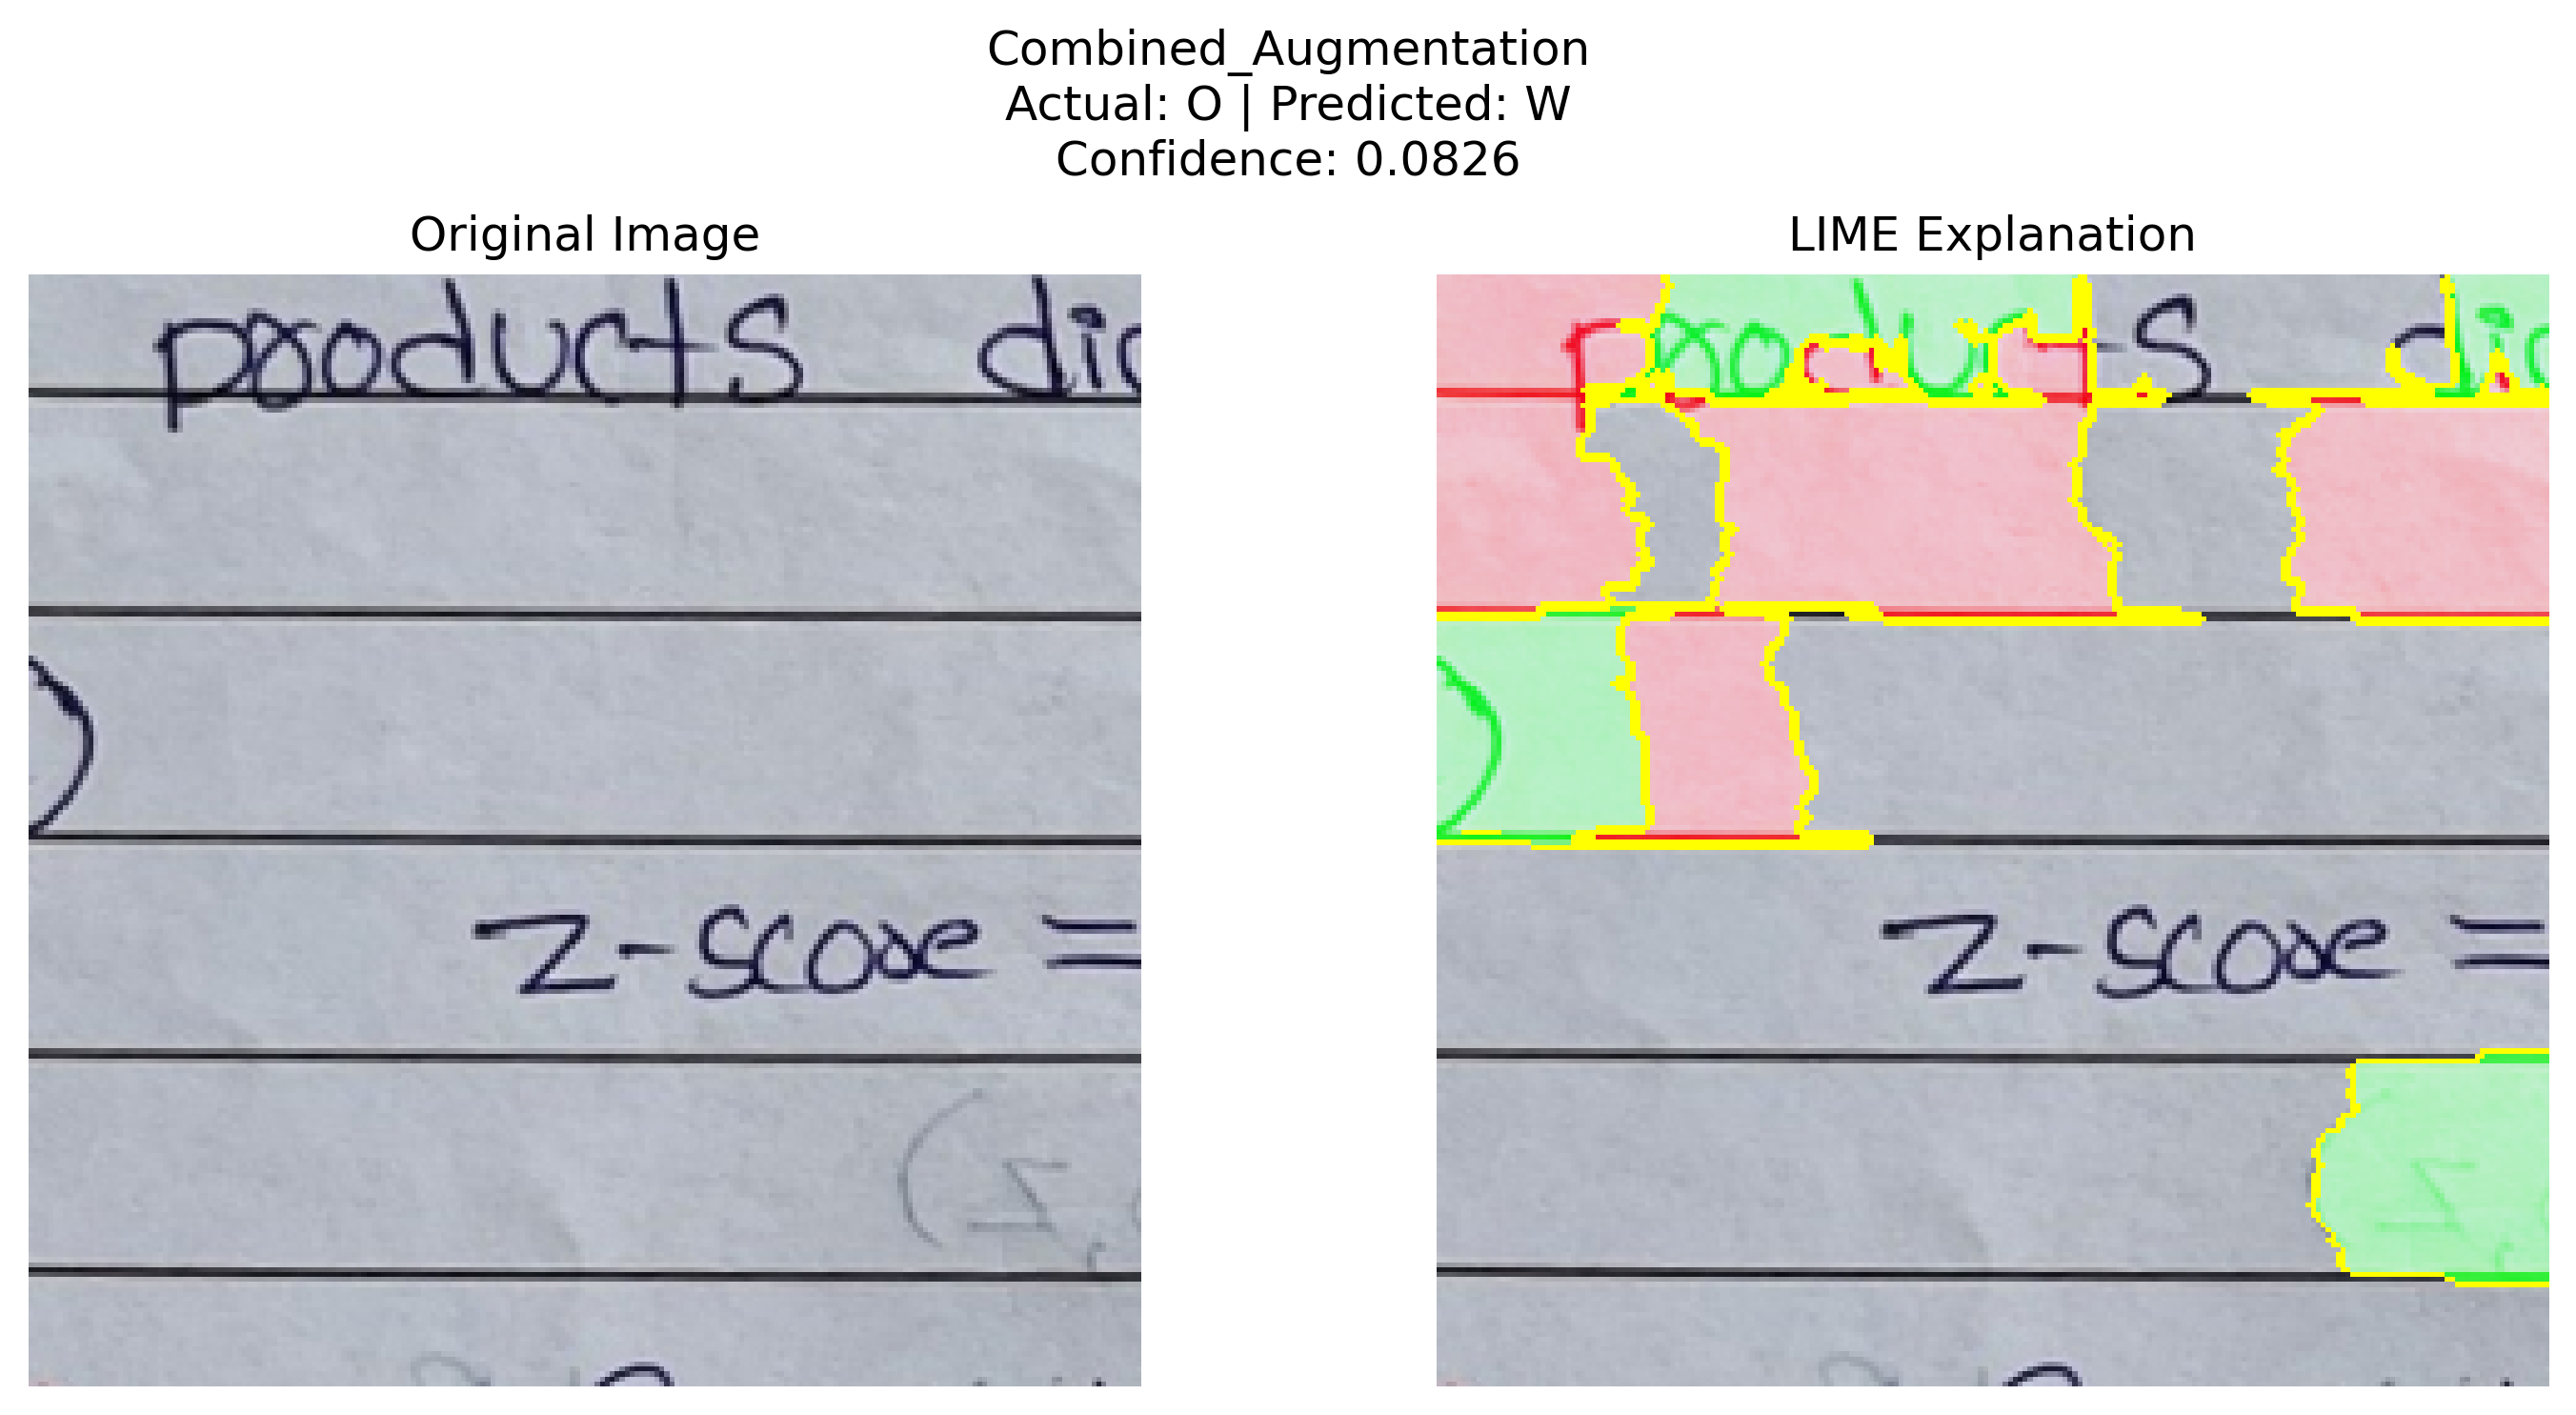 Combined_Augmentation
Actual: O | Predicted: W
Confidence: 0.0826
Original Image
LIME Explanation
products
products
)
)
z-score =
z-score =